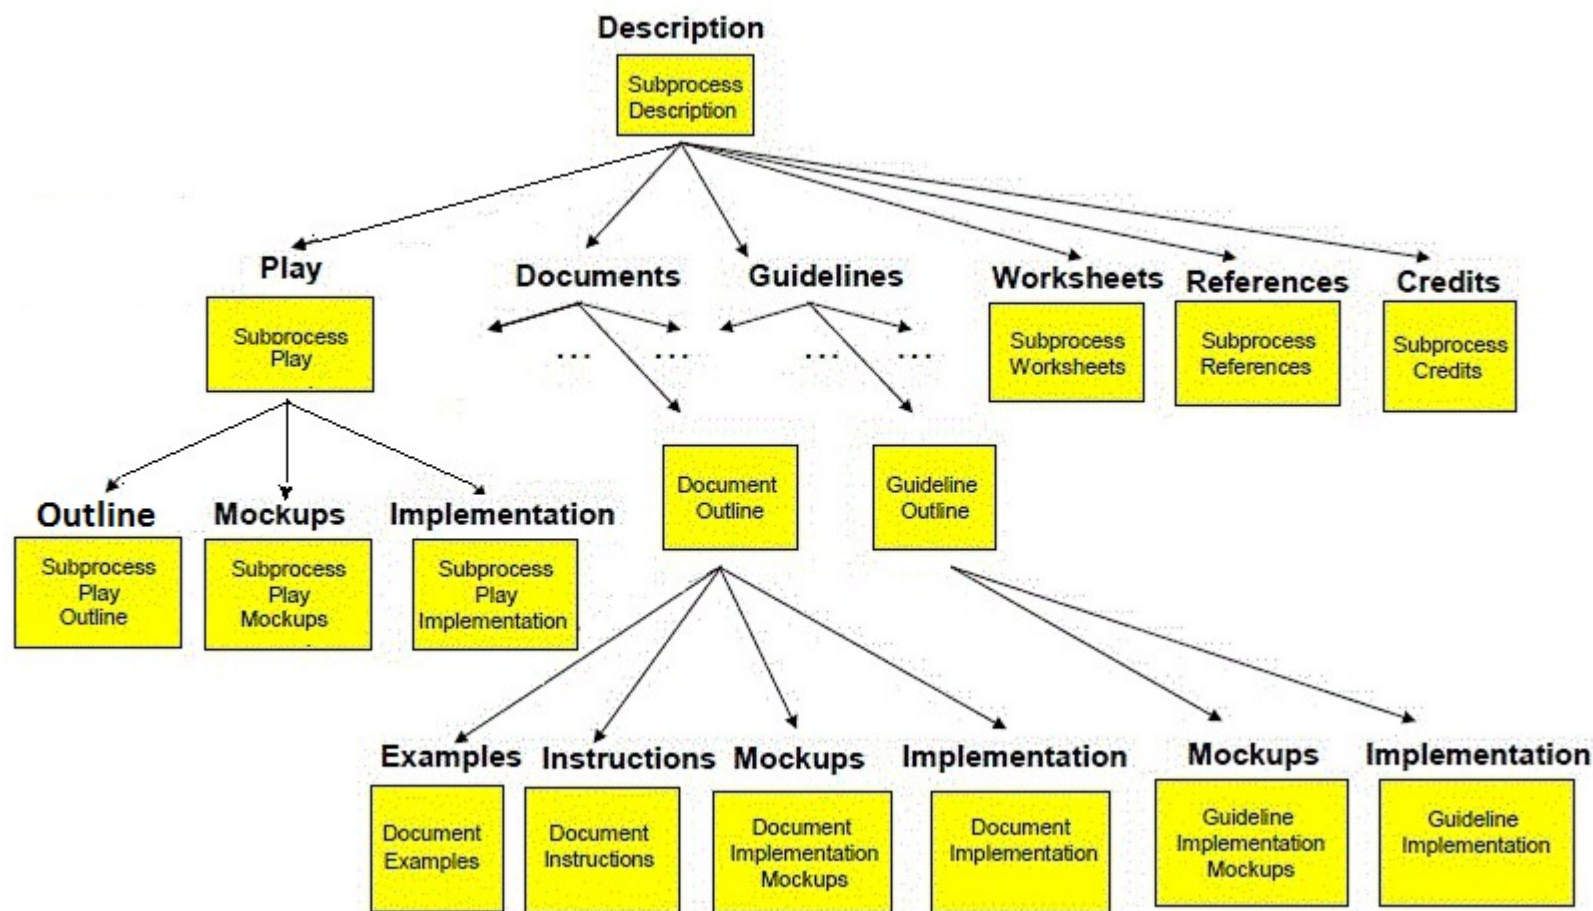 Description
Subprocess
Description
Play
Documents
Guidelines
Worksheets
References
Credits
Subprocess
Play
...
...
...
...
Subprocess
Worksheets
Subprocess
References
Subprocess
Credits
Document
Outline
Guideline
Outline
Outline
Mockups
Implementation
Subprocess
Play
Outline
Subprocess
Play
Mockups
Subprocess
Play
Implementation
Examples
Instructions
Mockups
Implementation
Mockups
Implementation
Document
Examples
Document
Instructions
Document
Implementation
Mockups
Document
Implementation
Guideline
Implementation
Mockups
Guideline
Implementation